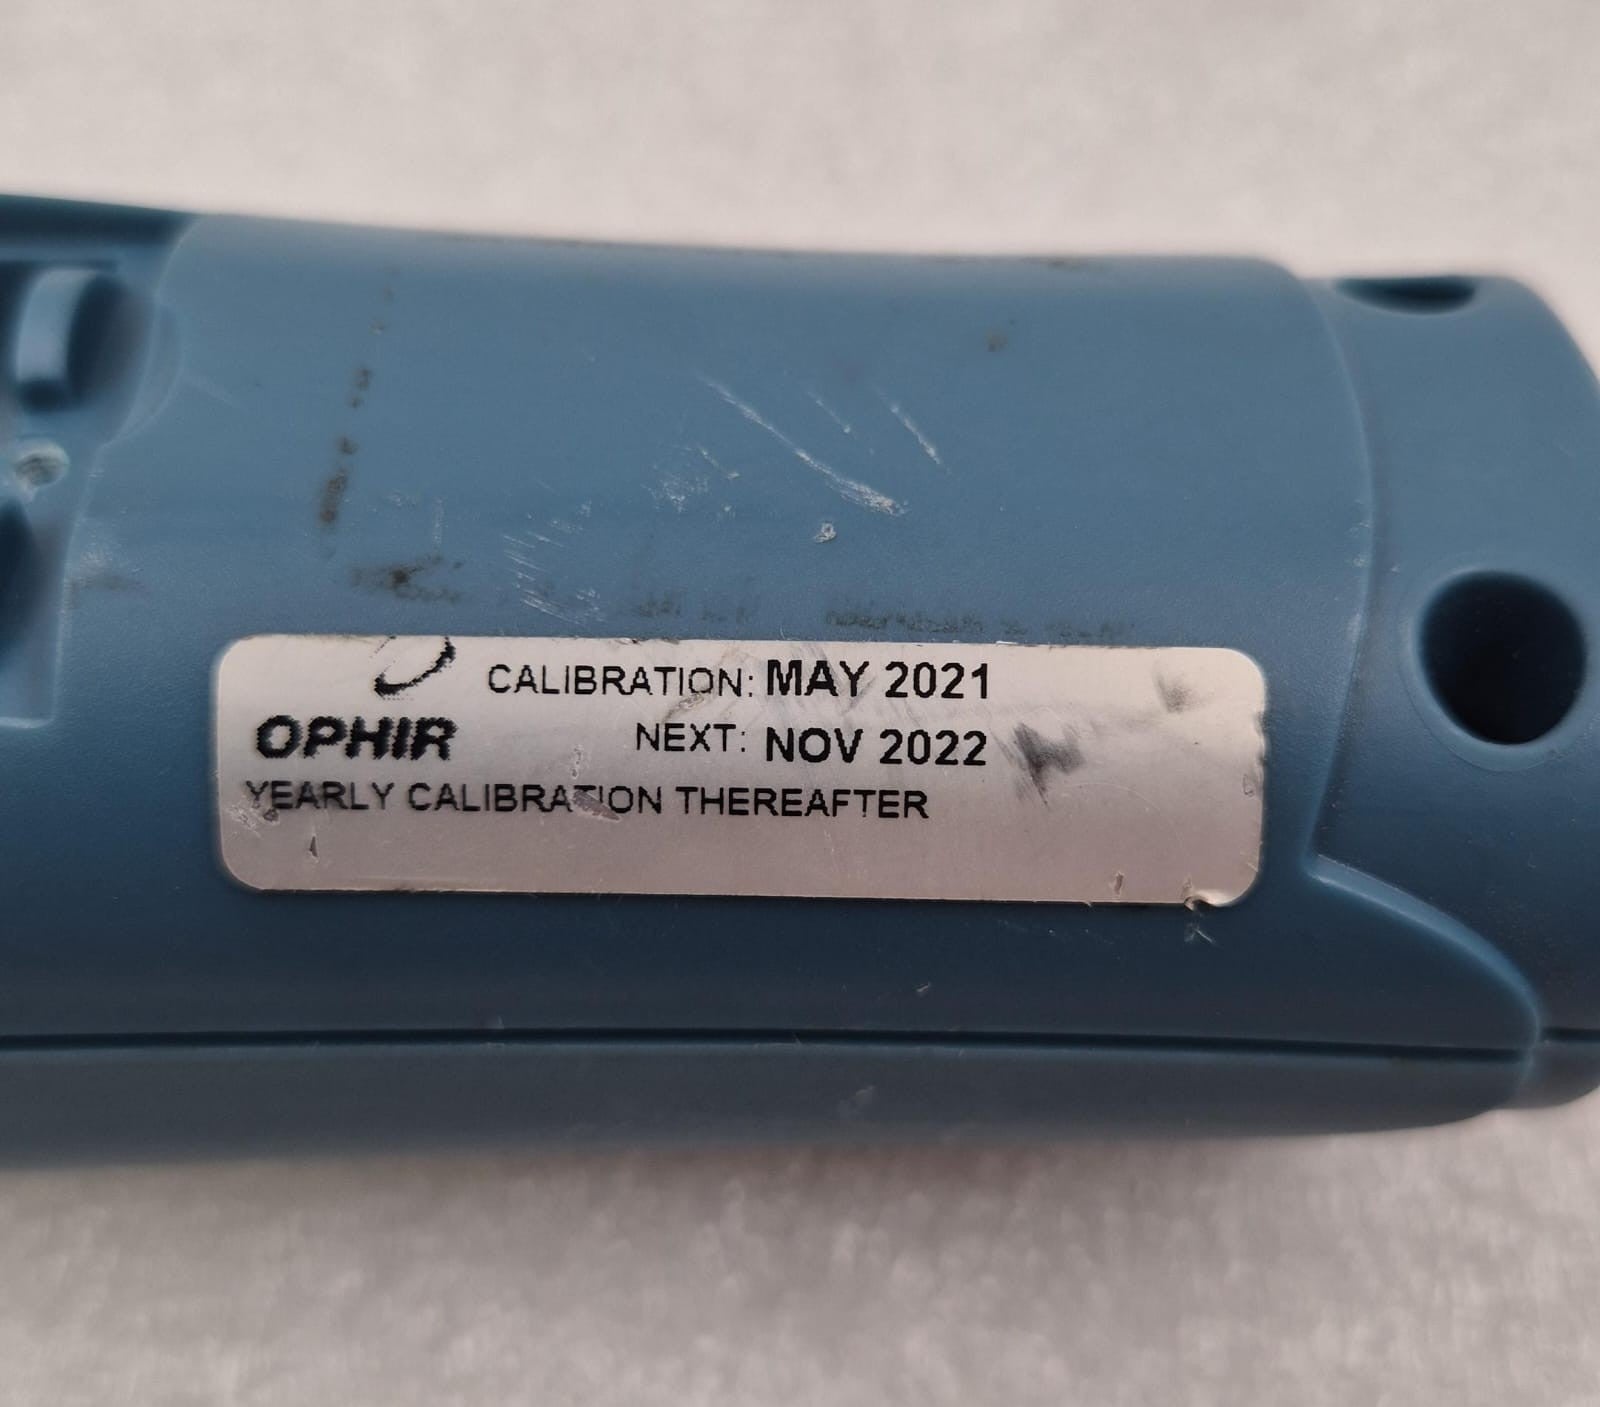 CALIBRATION: MAY 2021
OPHIR NEXT: NOV 2022
YEARLY CALIBRATION THEREAFTER